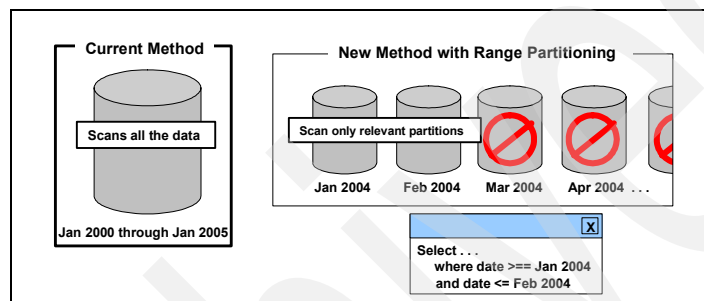 Current Method
Scans all the data
Jan 2000 through Jan 2005
New Method with Range Partitioning
Scan only relevant partitions
Jan 2004 Feb 2004 Mar 2004 Apr 2004 . . .
X
Select . . .
where date >== Jan 2004
and date <= Feb 2004